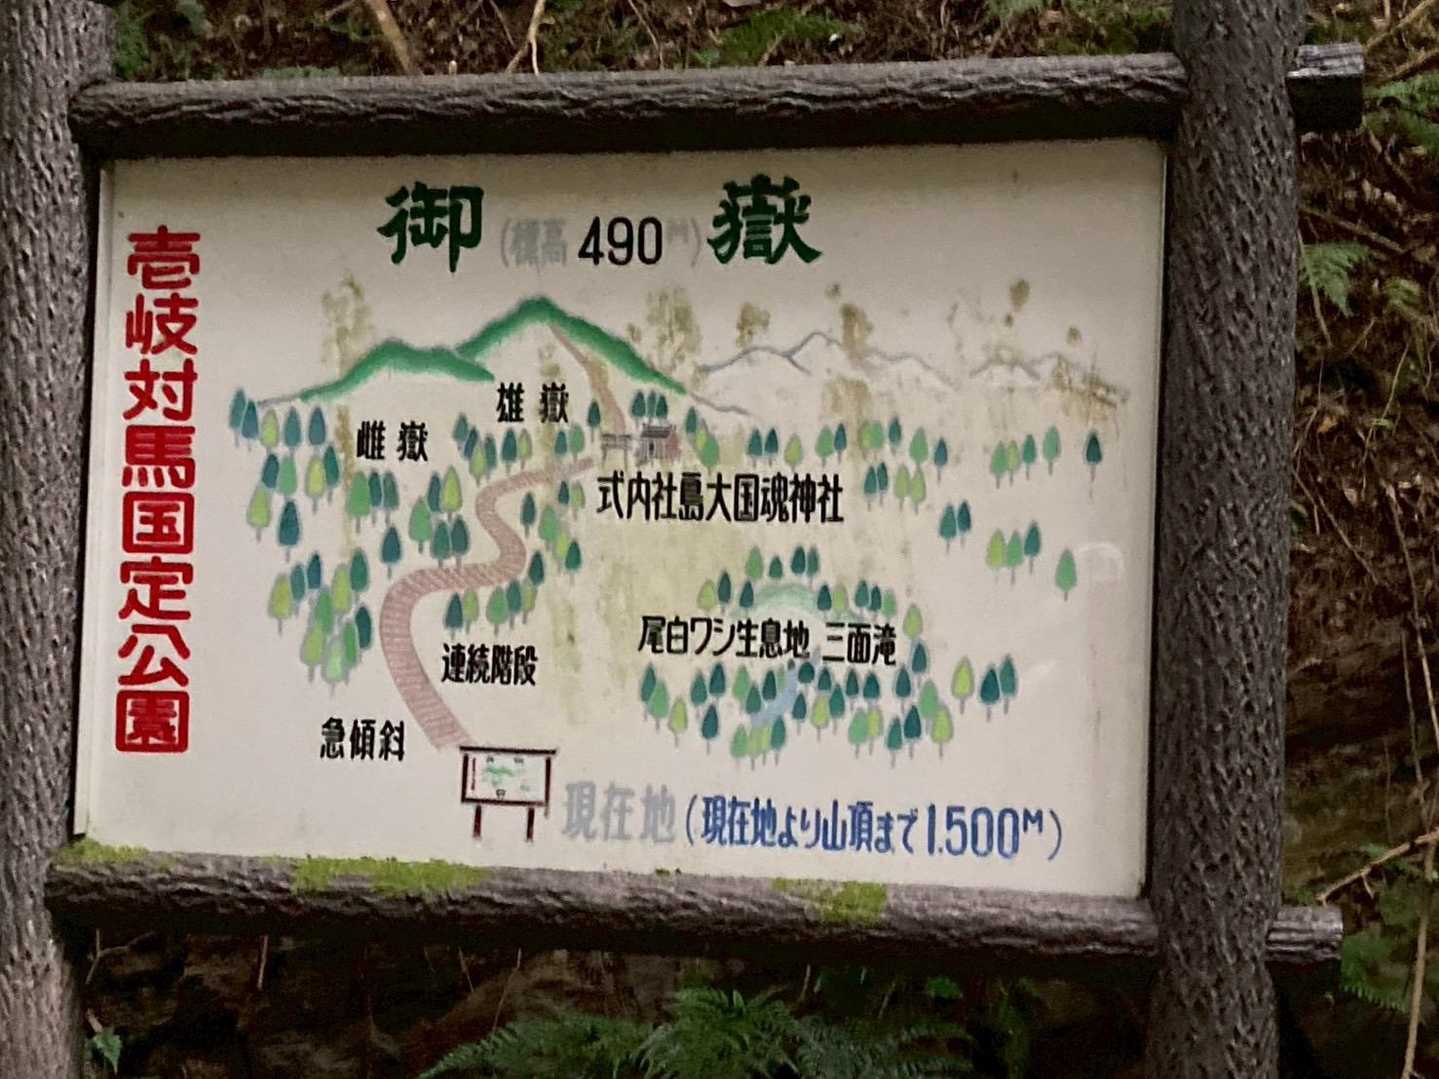 御(標高490M)嶽
壱岐対馬国定公園
雄嶽
雌嶽
式内社島大国魂神社
尾白ワシ生息地 三面滝
連続階段
急傾斜
現在地(現在地より山頂まで1.500M)